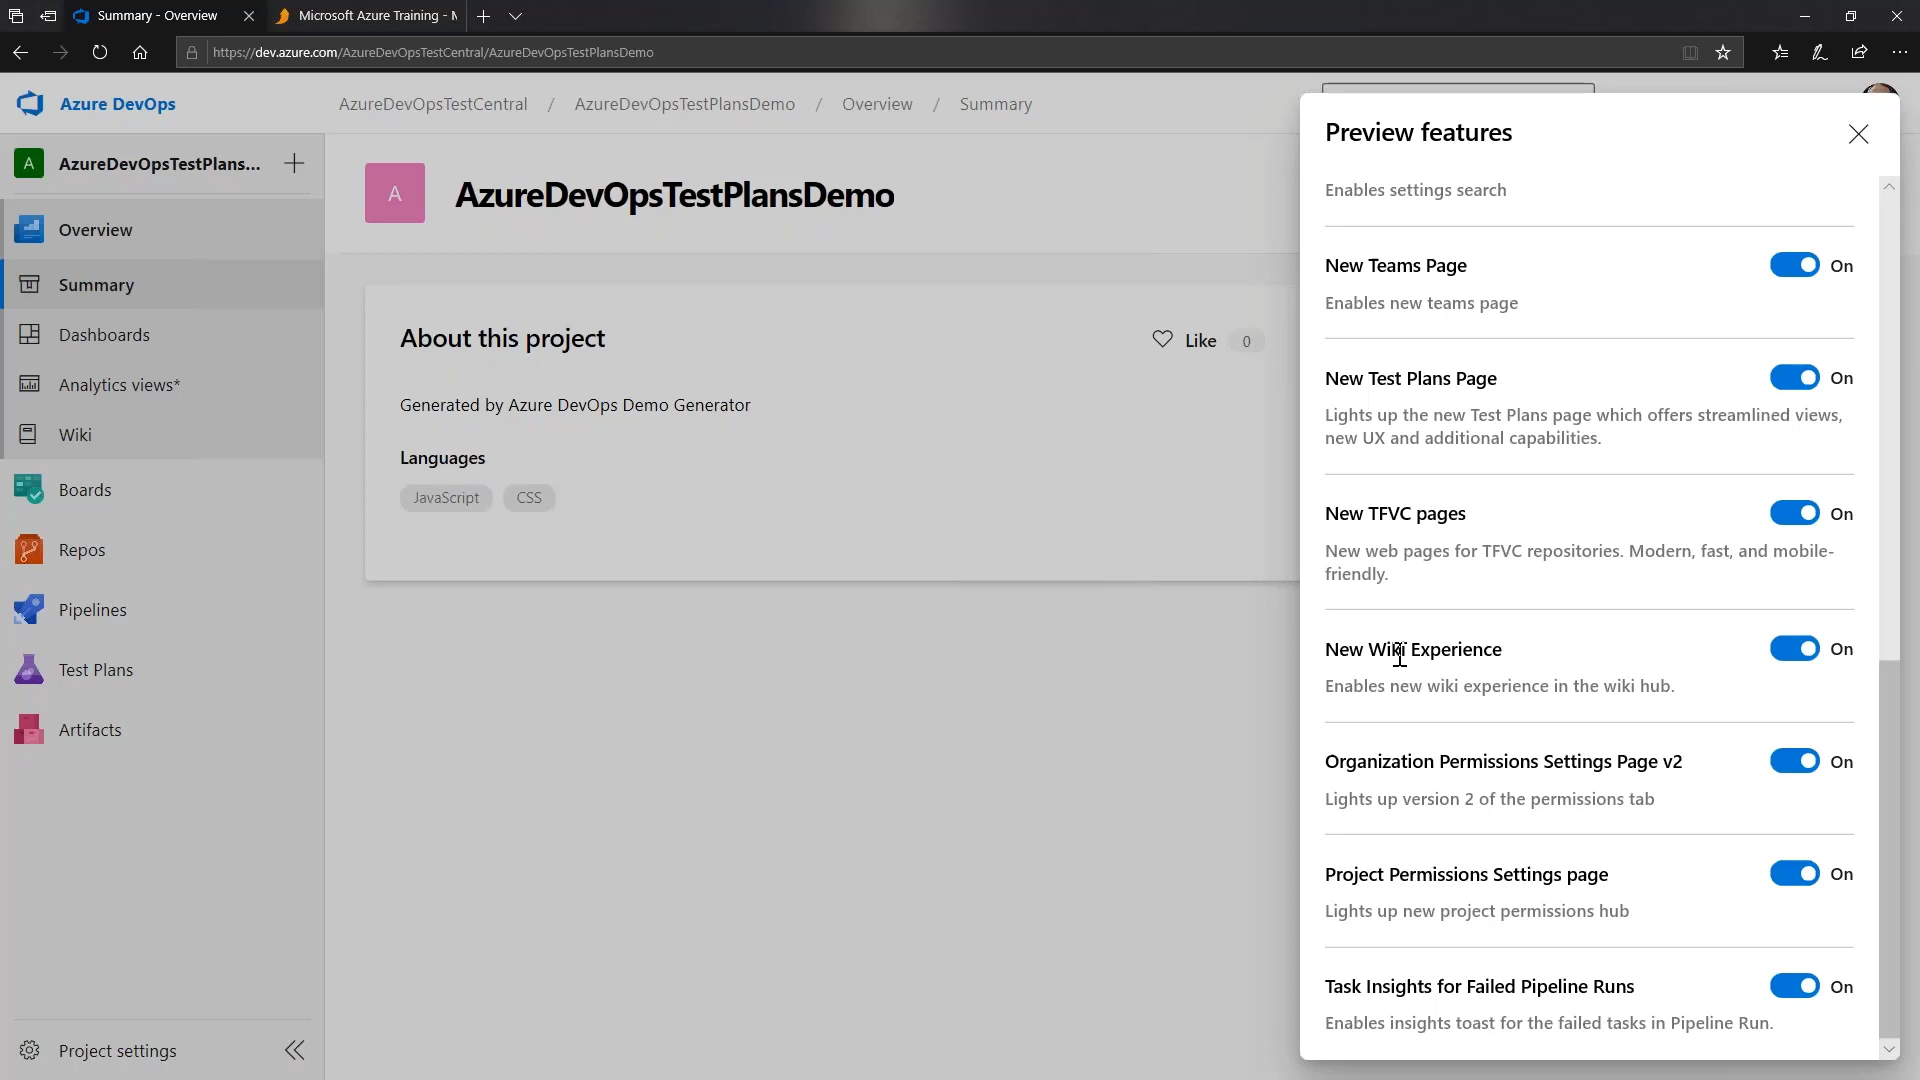 Summary - Overview
Microsoft Azure Training - M
https://dev.azure.com/AzureDevOpsTestCentral/AzureDevOpsTestPlansDemo
Azure DevOps
AzureDevOpsTestCentral / AzureDevOpsTestPlansDemo / Overview / Summary
A AzureDevOpsTestPlans...
Overview
Summary
Dashboards
Analytics views*
Wiki
Boards
Repos
Pipelines
Test Plans
Artifacts
Project settings
A AzureDevOpsTestPlansDemo
About this project
Like 0
Generated by Azure DevOps Demo Generator
Languages
JavaScript CSS
Preview features
Enables settings search
New Teams Page On
Enables new teams page
New Test Plans Page On
Lights up the new Test Plans page which offers streamlined views,
new UX and additional capabilities.
New TFVC pages On
New web pages for TFVC repositories. Modern, fast, and mobile-
friendly.
New Wiki Experience On
Enables new wiki experience in the wiki hub.
Organization Permissions Settings Page v2 On
Lights up version 2 of the permissions tab
Project Permissions Settings page On
Lights up new project permissions hub
Task Insights for Failed Pipeline Runs On
Enables insights toast for the failed tasks in Pipeline Run.